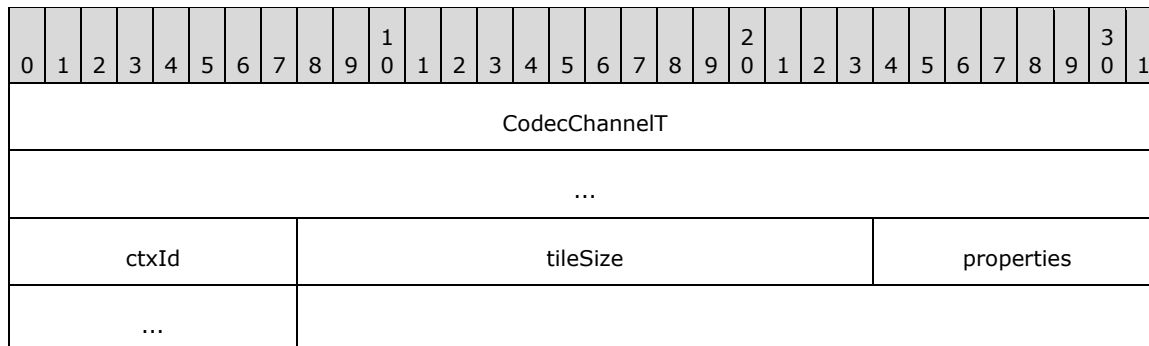 1 2 3
0 1 2 3 4 5 6 7 8 9 0 1 2 3 4 5 6 7 8 9 0 1 2 3 4 5 6 7 8 9 0 1
CodecChannelT
...
ctxId tileSize properties
...